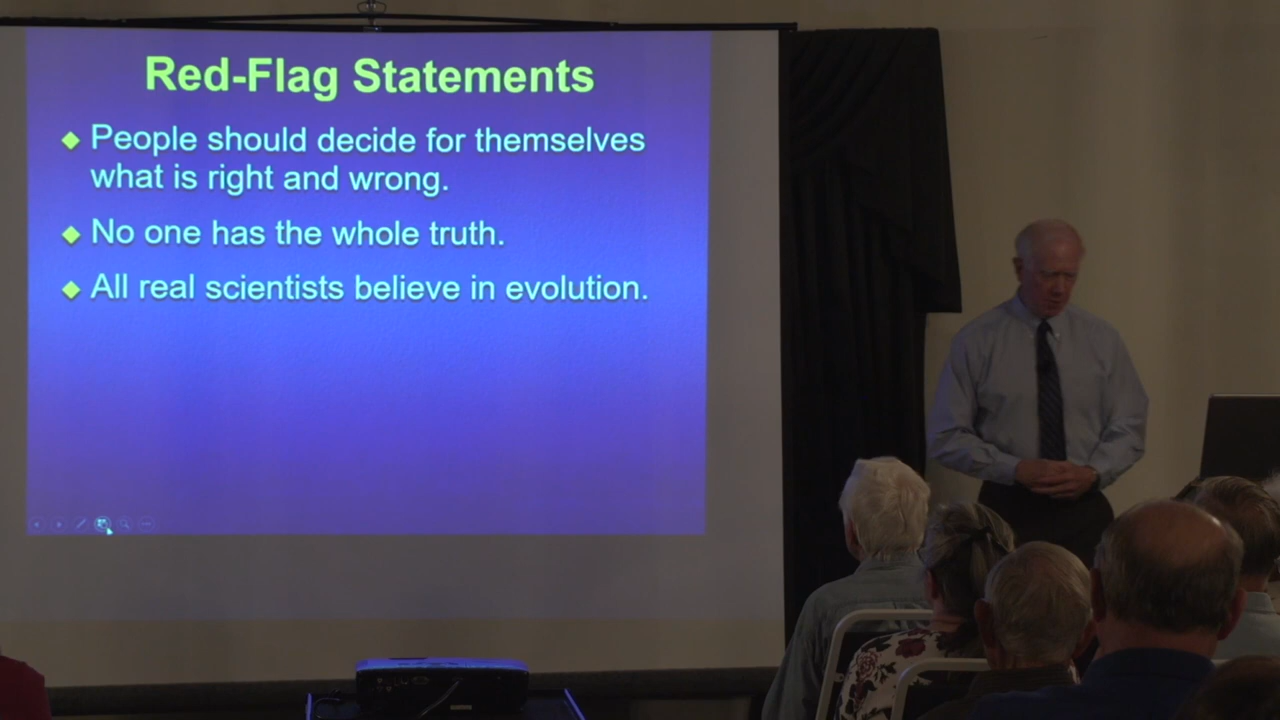 Red-Flag Statements
People should decide for themselves
what is right and wrong.
No one has the whole truth.
All real scientists believe in evolution.